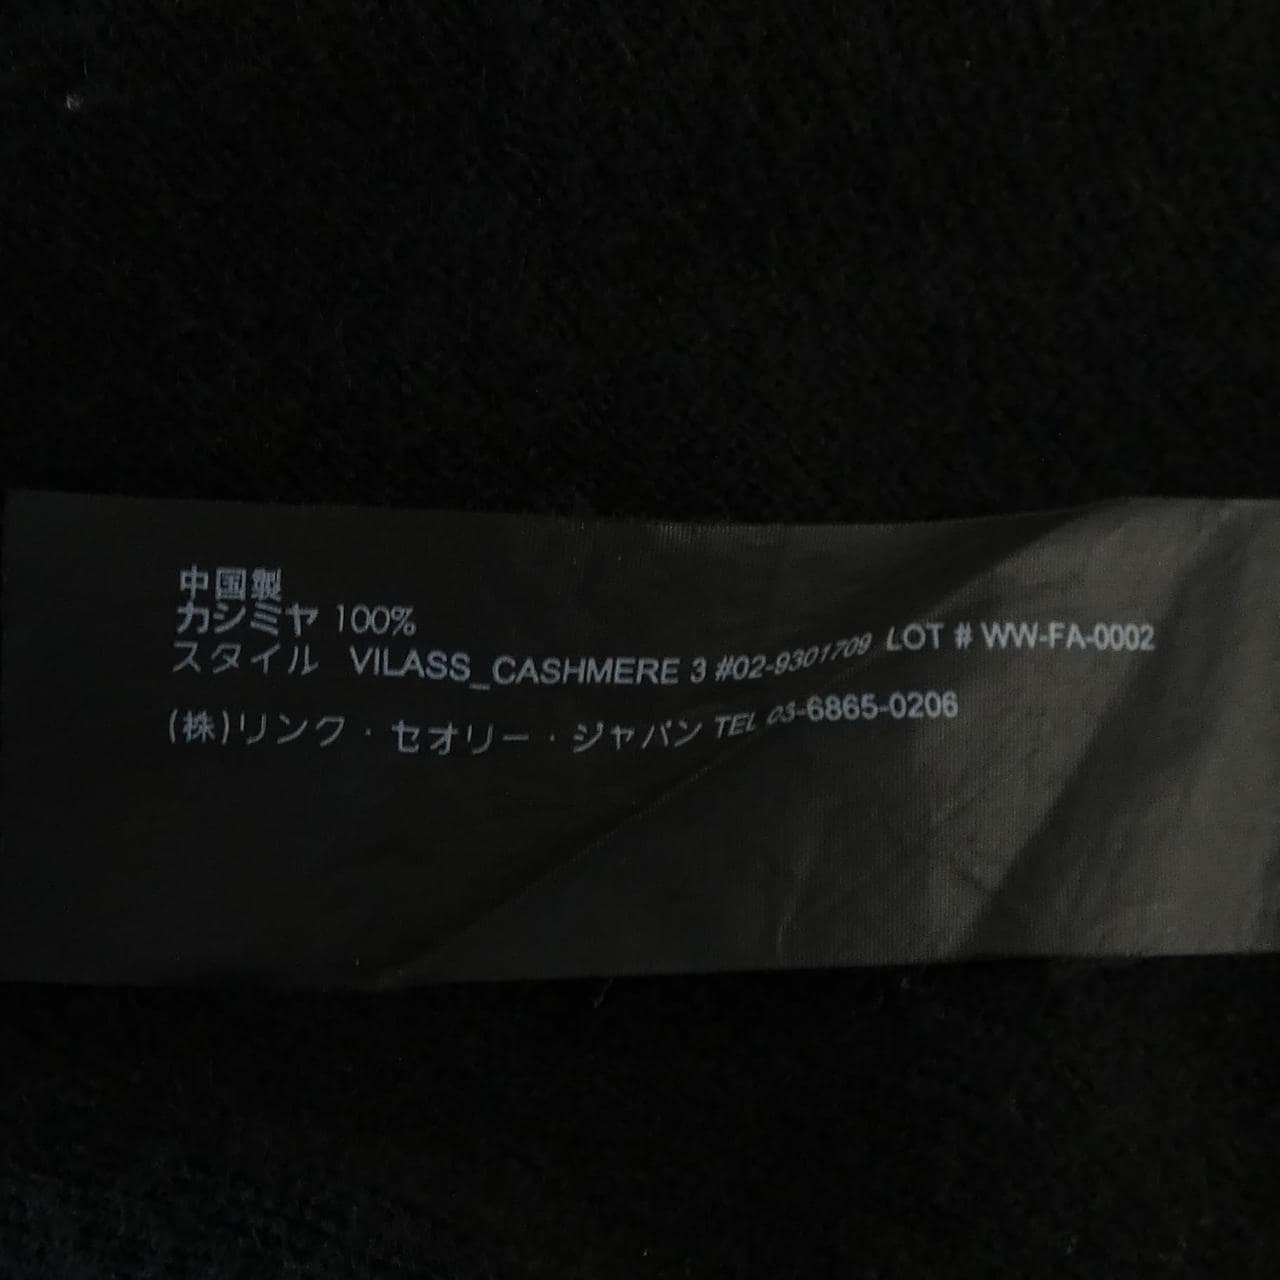 中国製
カシミヤ 100%
スタイル VILASS_CASHMERE 3 #02-9301709 LOT # WW-FA-0002
(株)リンク・セオリー・ジャパン TEL 03-6865-0206